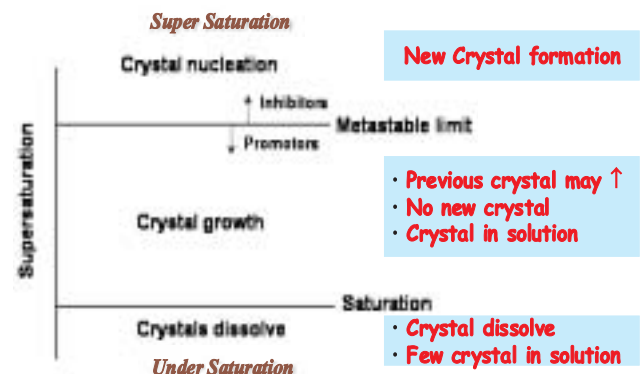 Super Saturation
Crystal nucleation
New Crystal formation
Inhibitors
Metastable limit
Promotors
Supersaturation
· Previous crystal may ↑
· No new crystal
· Crystal in solution
Crystal growth
Saturation
Crystals dissolve
· Crystal dissolve
· Few crystal in solution
Under Saturation